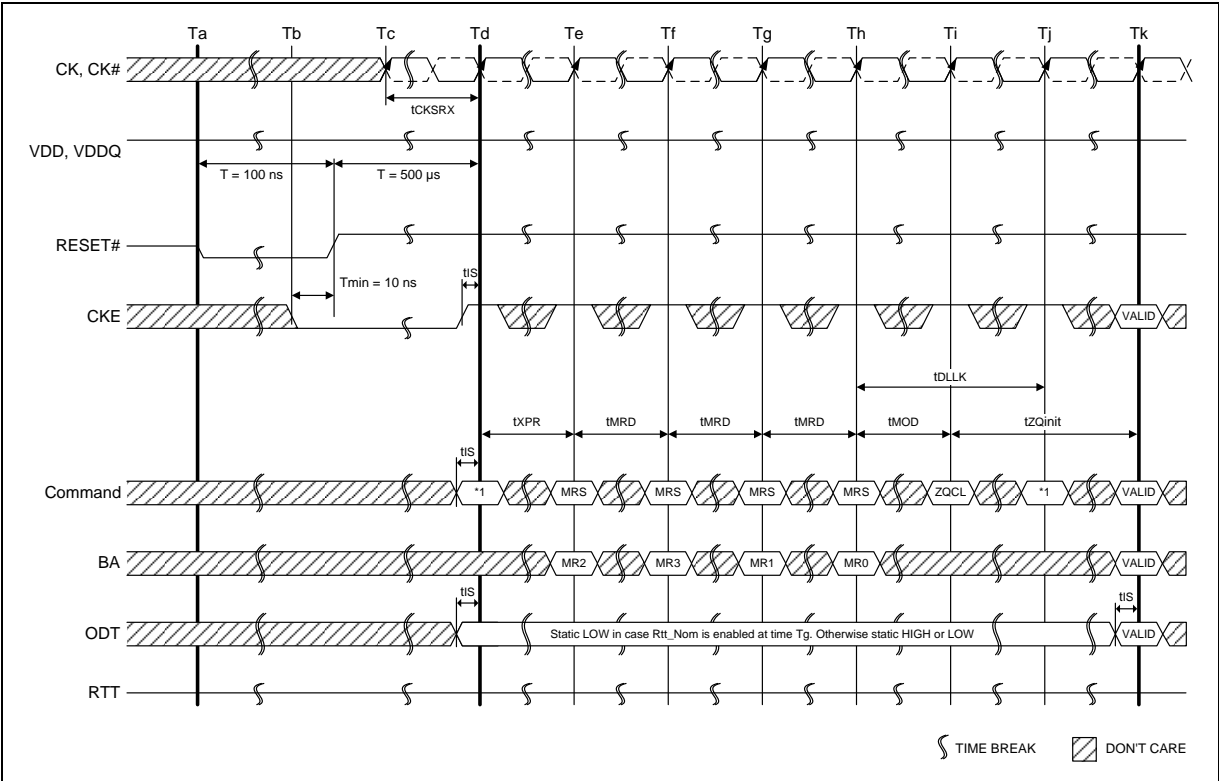 Ta Tb Tc Td Te Tf Tg Th Ti Tj Tk
CK, CK#
tCKSRX
VDD, VDDQ
T = 100 ns T = 500 µs
RESET#
Tmin = 10 ns tIS
CKE VALID
tDLLK
tXPR tMRD tMRD tMRD tMOD tZQinit
tIS
Command *1 MRS MRS MRS MRS ZQCL *1 VALID
BA MR2 MR3 MR1 MR0 VALID
tIS tIS
ODT Static LOW in case Rtt_Nom is enabled at time Tg. Otherwise static HIGH or LOW VALID
RTT
TIME BREAK DON'T CARE